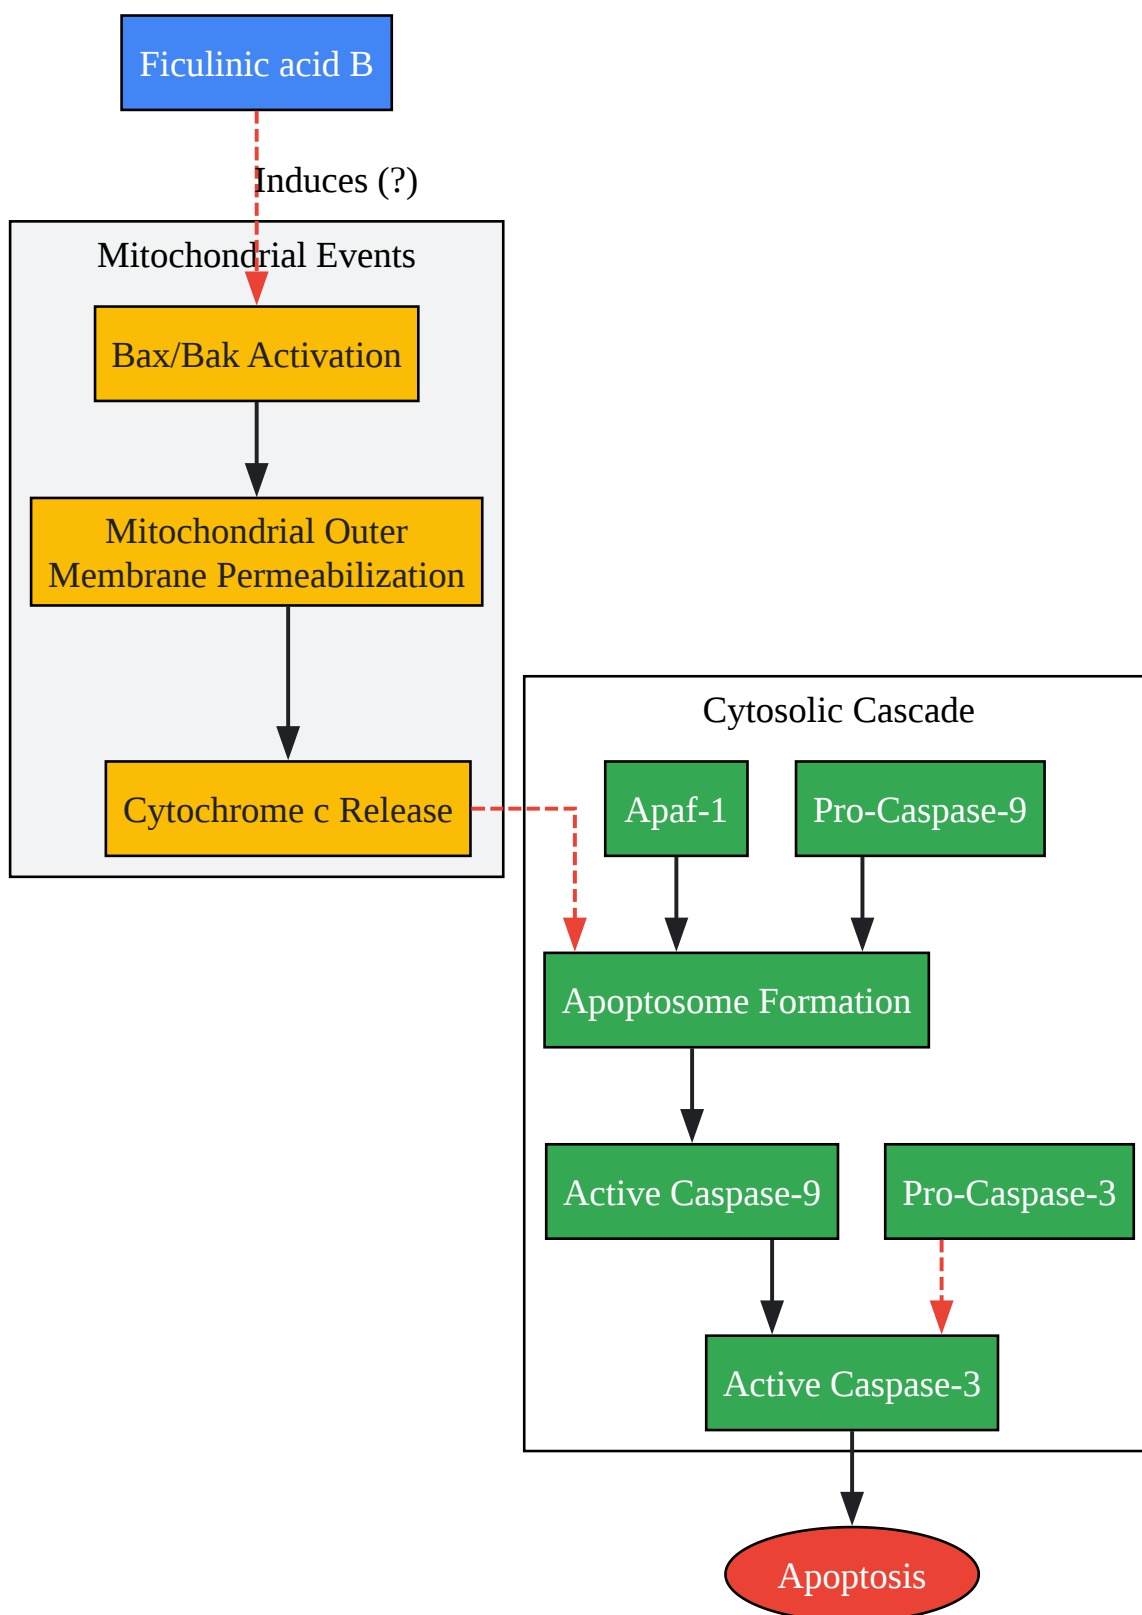 Ficulinic acid B
Induces (?)
Mitochondrial Events
Bax/Bak Activation
Mitochondrial Outer
Membrane Permeabilization
Cytochrome c Release
Cytosolic Cascade
Apaf-1
Pro-Caspase-9
Apoptosome Formation
Active Caspase-9
Pro-Caspase-3
Active Caspase-3
Apoptosis